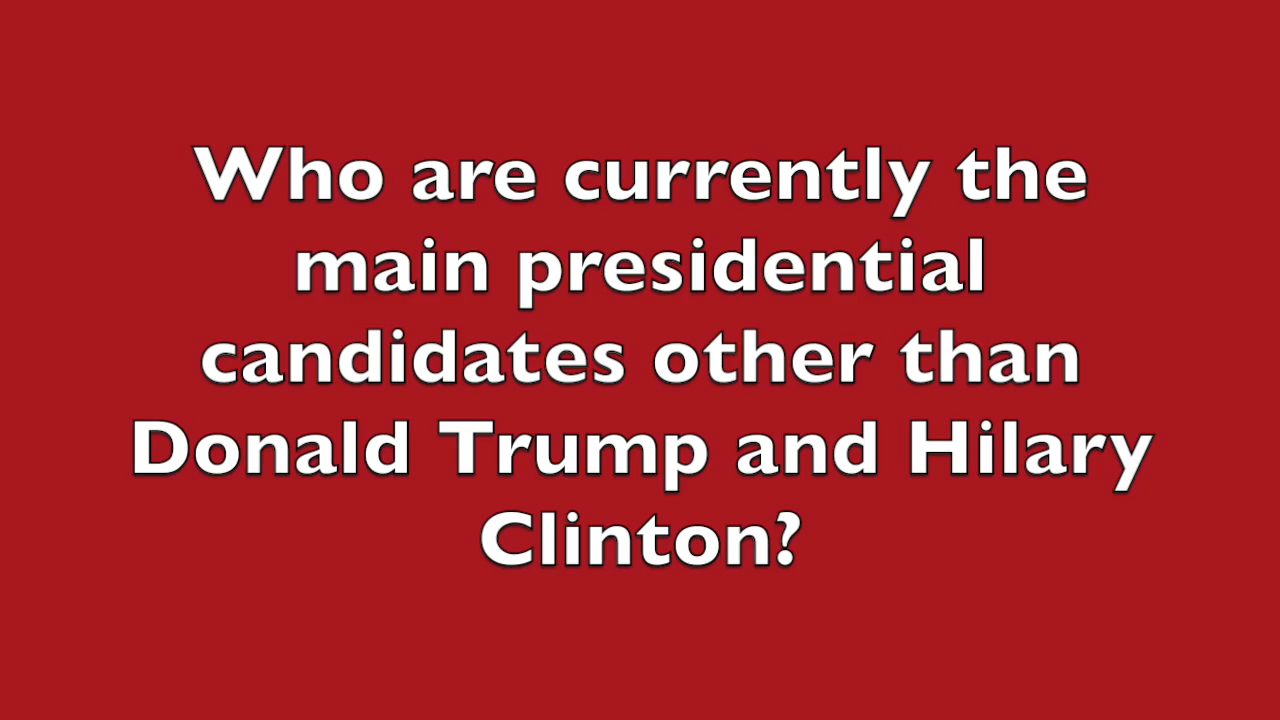 Who are currently the
main presidential
candidates other than
Donald Trump and Hilary
Clinton?